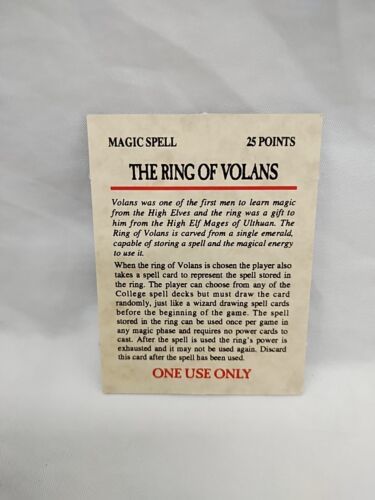 MAGIC SPELL 25 POINTS
THE RING OF VOLANS
Volans was one of the first men to learn magic
from the High Elves and the ring was a gift to
him from the High Elf Mages of Ulthuan. The
Ring of Volans is carved from a single emerald,
capable of storing a spell and the magical energy
to use it.
When the ring of Volans is chosen the player also
takes a spell card to represent the spell stored in
the ring. The player can choose from any of
the College spell decks but must draw the card
randomly, just like a wizard drawing spell cards
before the beginning of the game. The spell
stored in the ring can be used once per game in
any magic phase and requires no power cards to
cast. After the spell is used the ring's power is
exhausted and it may not be used again. Discard
this card after the spell has been used.
ONE USE ONLY